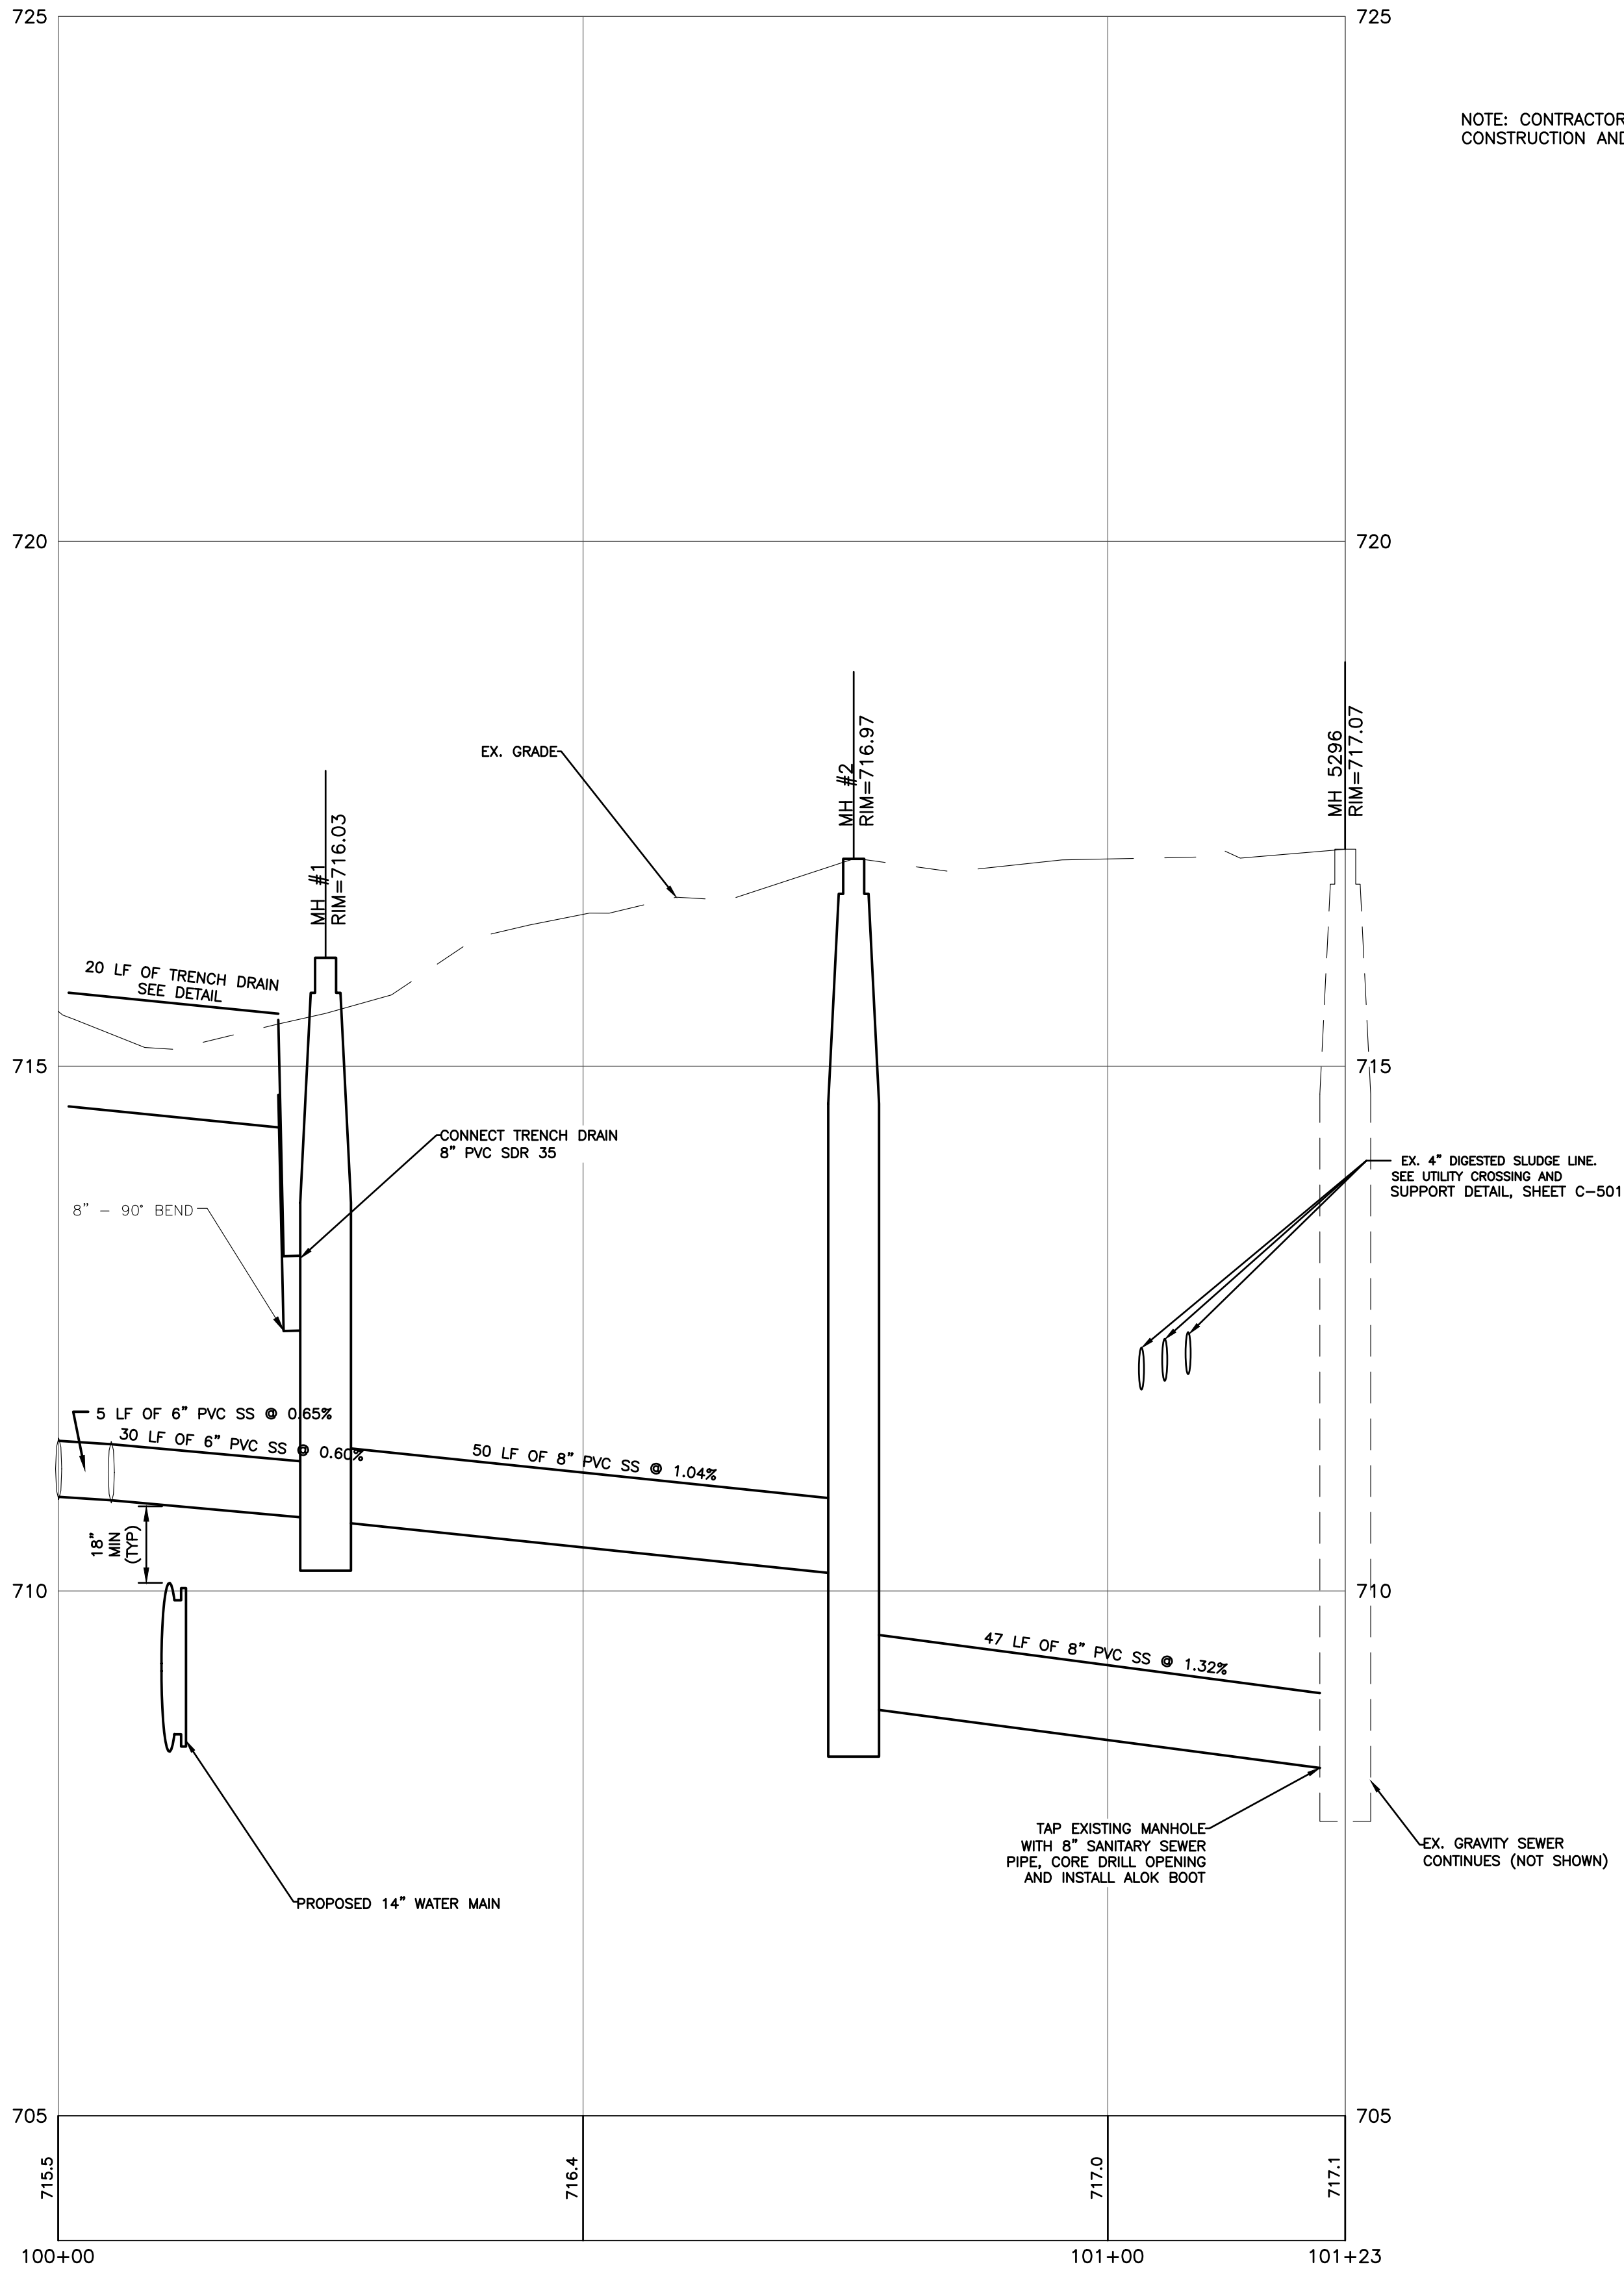 725
725
NOTE: CONTRACTOR
CONSTRUCTION AND
720
720
MH #1
RIM=716.03
EX. GRADE
MH #2
RIM=716.97
MH 5296
RIM=717.07
20 LF OF TRENCH DRAIN
SEE DETAIL
715
715
CONNECT TRENCH DRAIN
8" PVC SDR 35
8" – 90° BEND
EX. 4" DIGESTED SLUDGE LINE.
SEE UTILITY CROSSING AND
SUPPORT DETAIL, SHEET C–501
5 LF OF 6" PVC SS @ 0.65%
30 LF OF 6" PVC SS @ 0.60%
50 LF OF 8" PVC SS @ 1.04%
18"
MIN
(TYP)
710
710
47 LF OF 8" PVC SS @ 1.32%
TAP EXISTING MANHOLE
WITH 8" SANITARY SEWER
PIPE, CORE DRILL OPENING
AND INSTALL ALOK BOOT
EX. GRAVITY SEWER
CONTINUES (NOT SHOWN)
PROPOSED 14" WATER MAIN
705
705
715.5
716.4
717.0
717.1
100+00
101+00
101+23